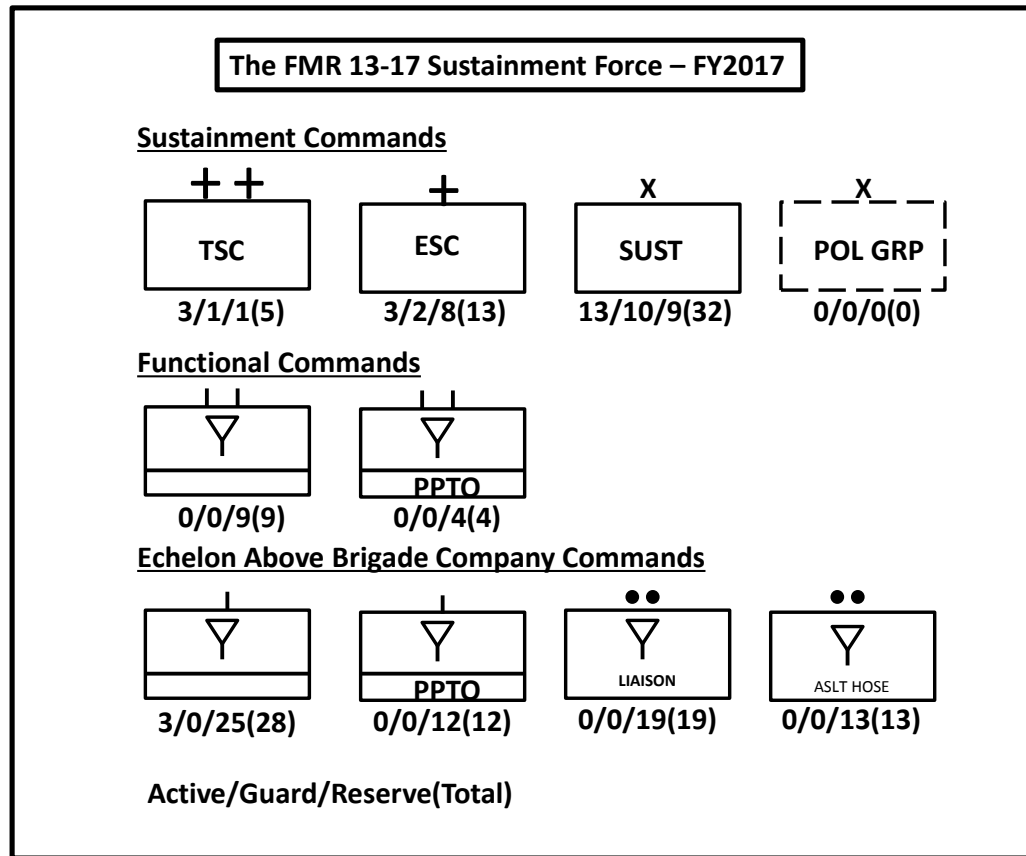 The FMR 13-17 Sustainment Force – FY2017
Sustainment Commands
X X
TSC ESC SUST POL GRP
3/1/1(5) 3/2/8(13) 13/10/9(32) 0/0/0(0)
Functional Commands
PPTO
0/0/9(9) 0/0/4(4)
Echelon Above Brigade Company Commands
PPTO LIAISON ASLT HOSE
3/0/25(28) 0/0/12(12) 0/0/19(19) 0/0/13(13)
Active/Guard/Reserve(Total)